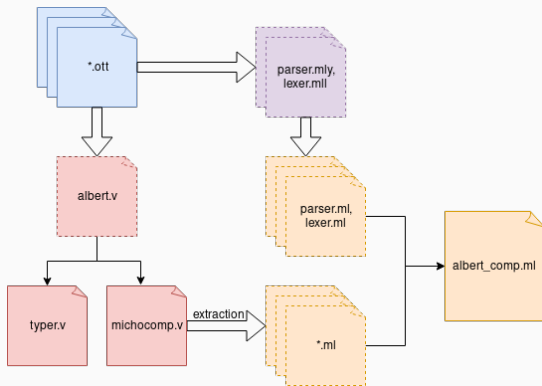 *.ott
parser.mly,
lexer.mll
albert.v
parser.ml,
lexer.ml
albert_comp.ml
typer.v
michocomp.v
extraction
*.ml